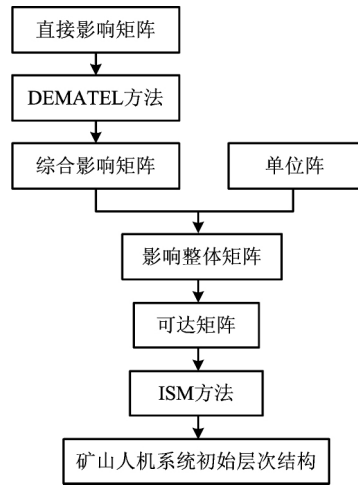 直接影响矩阵
DEMATEL方法
综合影响矩阵
单位阵
影响整体矩阵
可达矩阵
ISM方法
矿山人机系统初始层次结构